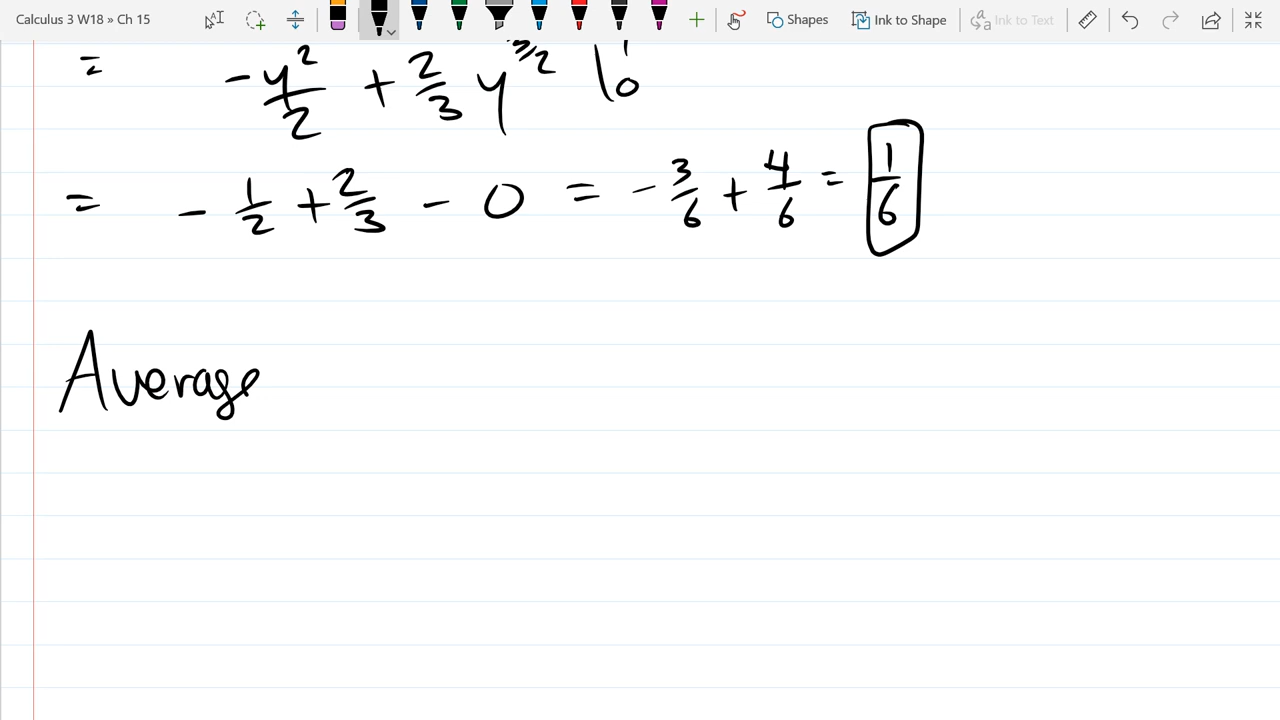 Calculus 3 W18 » Ch 15 Shapes Ink to Shape Ink to Text
= -y²/2 + 2/3 y^3/2 |₀¹
= - 1/2 + 2/3 - 0 = - 3/6 + 4/6 = 1/6
Average